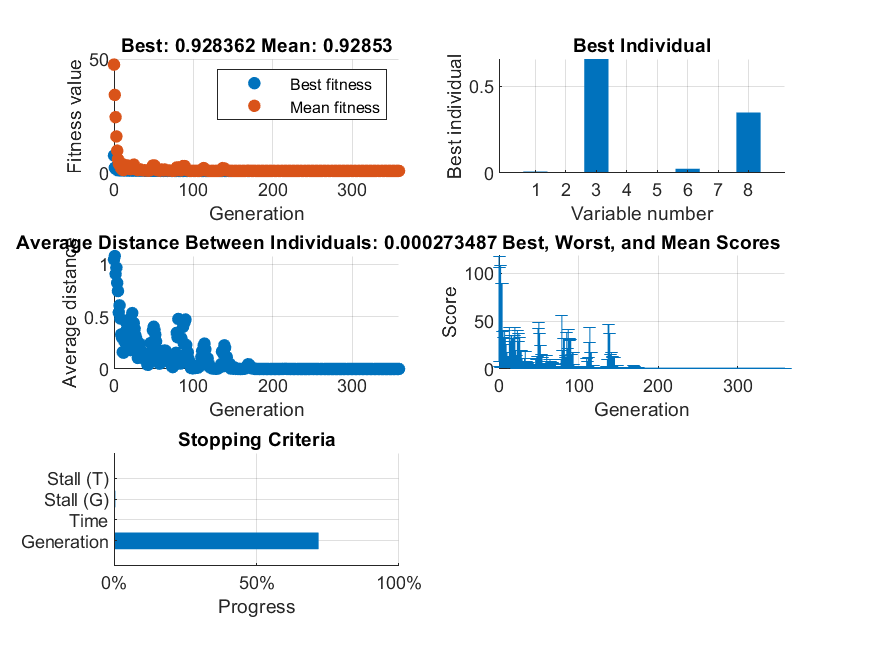 Best: 0.928362 Mean: 0.92853
Fitness value
50
0
Best fitness
Mean fitness
0 100 200 300
Generation
Best Individual
Best individual
0.5
0
1 2 3 4 5 6 7 8
Variable number
Average Distance Between Individuals: 0.000273487
Average distance
1
0.5
0
0 100 200 300
Generation
Best, Worst, and Mean Scores
Score
100
50
0
0 100 200 300
Generation
Stopping Criteria
Stall (T)
Stall (G)
Time
Generation
0% 50% 100%
Progress